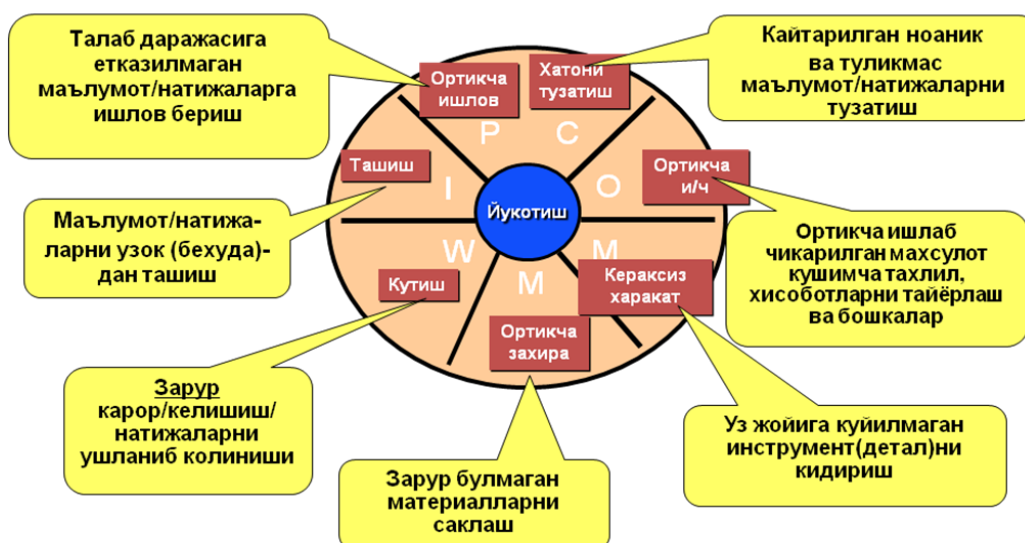 Талаб даражасига
етказилмаган
маълумот/натижаларга
ишлов бериш
Ортикча
ишлов
Хатони
тузатиш
Кайтарилган ноаник
ва туликмас
маълумот/натижаларни
тузатиш
P
C
Ташиш
I
Йукотиш
O
Ортикча
и/ч
Маълумот/натижа-
ларни узок (бехуда)-
дан ташиш
W
M
M
Кутиш
Ортикча
захира
Кераксиз
харакат
Ортикча ишлаб
чикарилган махсулот
кушимча тахлил,
хисоботларни тайёрлаш
ва бошкалар
Зарур
карор/келишиш/
натижаларни
ушланиб колиниши
Зарур булмаган
материалларни
саклаш
Уз жойига куйилмаган
инструмент(детал)ни
кидириш